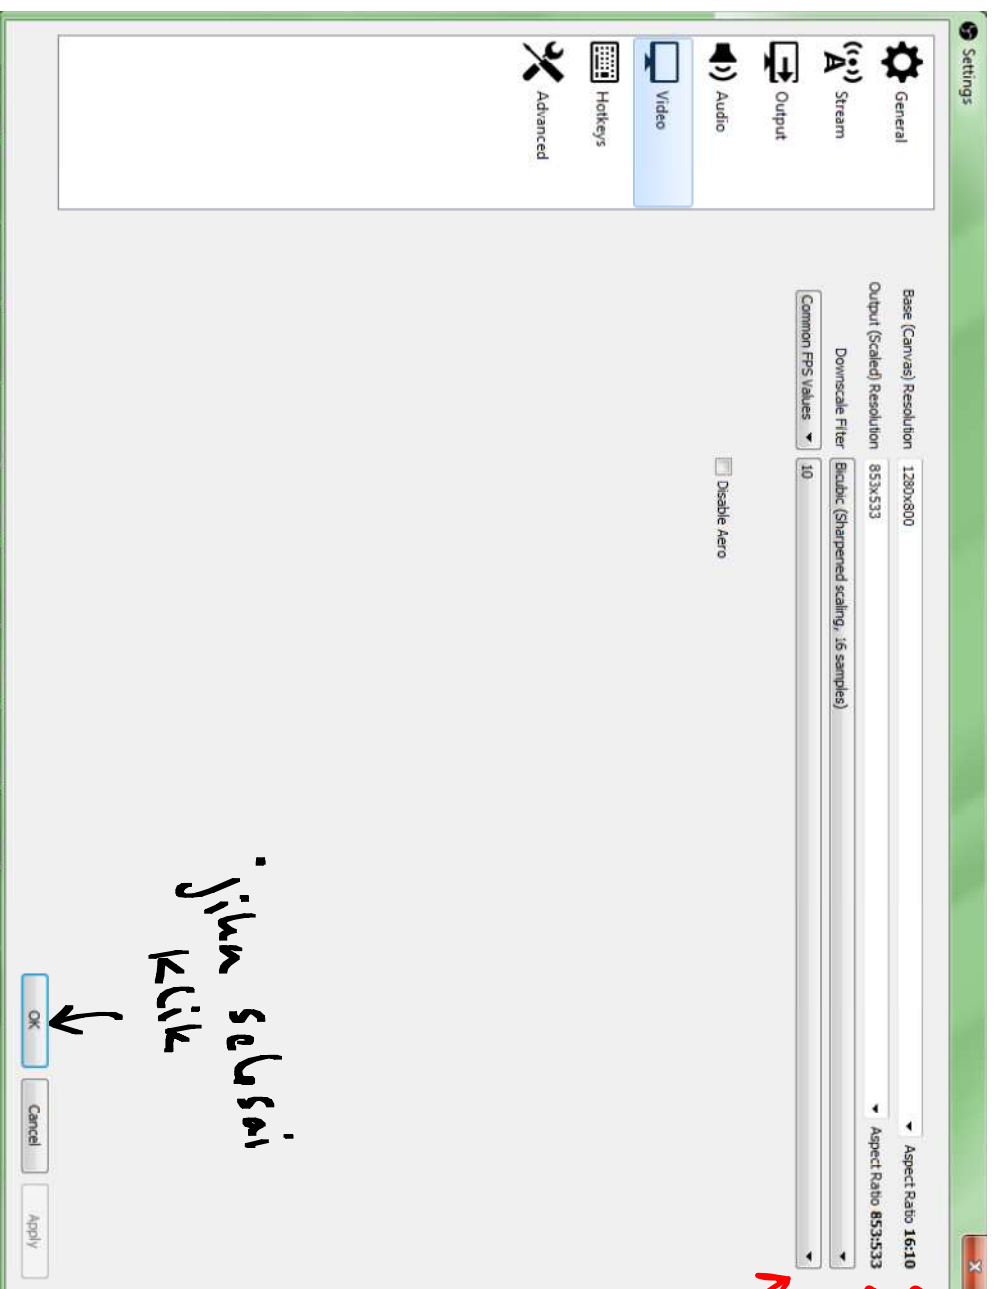 Settings
General
Stream
Output
Audio
Video
Hotkeys
Advanced
Base (Canvas) Resolution 1280x800 Aspect Ratio 16:10
Output (Scaled) Resolution 853x533 Aspect Ratio 853:533
Downscale Filter Bicubic (Sharpened scaling, 16 samples)
Common FPS Values 10
Disable Aero
· Jika selesai
klik
OK Cancel Apply